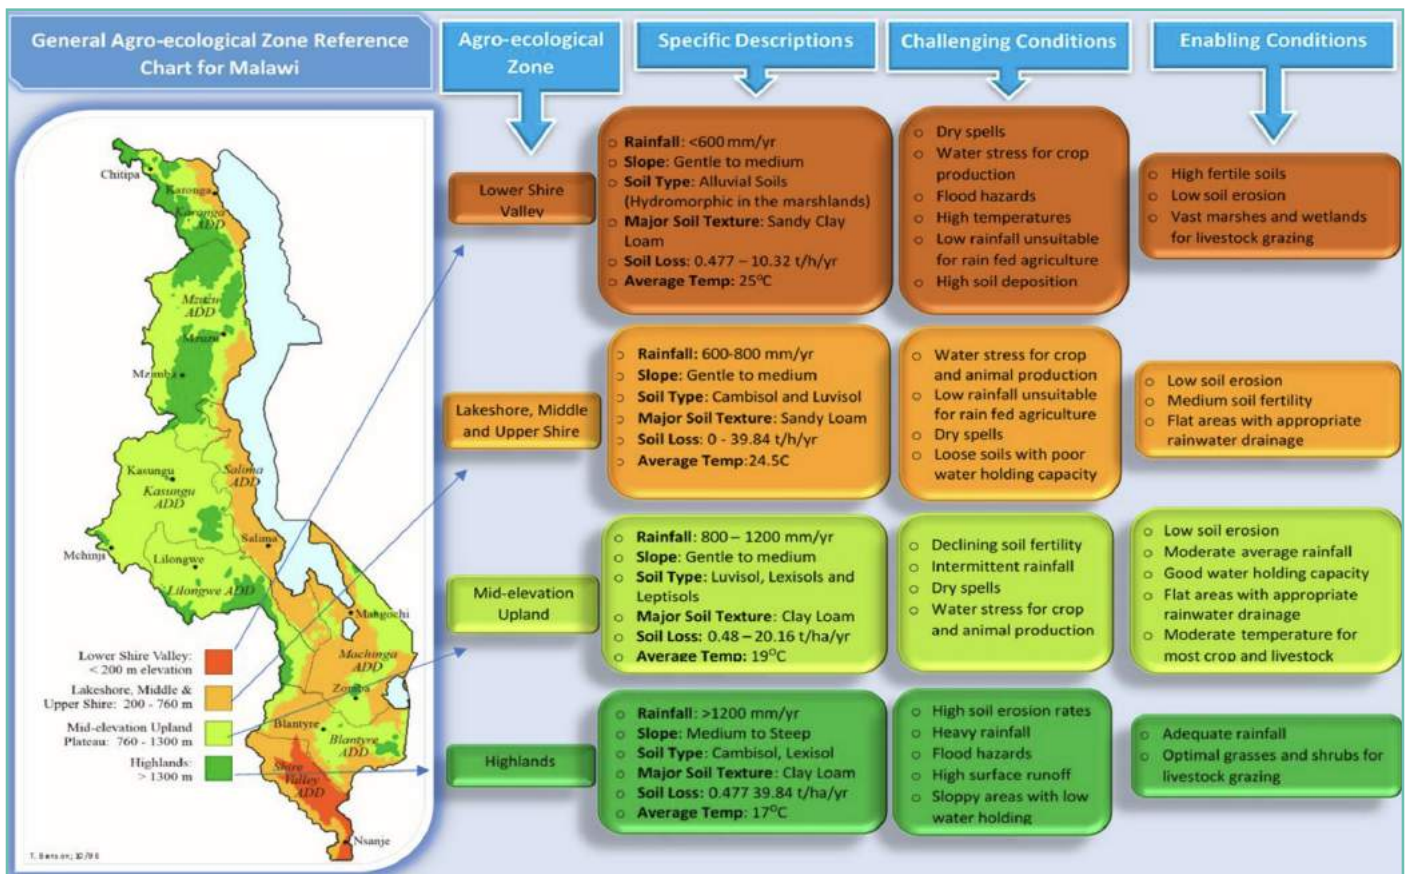 General Agro-ecological Zone Reference
Chart for Malawi
Agro-ecological
Zone
Specific Descriptions
Challenging Conditions
Enabling Conditions
Chitipa
Karonga
Karonga
ADD
Mzuzu
ADD
Mzuzu
Mzimba
Kasungu
Kasungu
ADD
Salima
ADD
Salima
Mchinji
Lilongwe
Lilongwe ADD
Mangochi
Machinga
ADD
Zomba
Blantyre
Blantyre
ADD
Shire
Valley
ADD
Nsanje
Lower Shire Valley:
< 200 m elevation
Lakeshore, Middle &
Upper Shire: 200 - 760 m
Mid-elevation Upland
Plateau: 760 - 1300 m
Highlands:
> 1300 m
T. Benson; 10/98
Lower Shire
Valley
o Rainfall: <600 mm/yr
o Slope: Gentle to medium
o Soil Type: Alluvial Soils
(Hydromorphic in the marshlands)
o Major Soil Texture: Sandy Clay
Loam
o Soil Loss: 0.477 – 10.32 t/h/yr
o Average Temp: 25°C
o Dry spells
o Water stress for crop
production
o Flood hazards
o High temperatures
o Low rainfall unsuitable
for rain fed agriculture
o High soil deposition
o High fertile soils
o Low soil erosion
o Vast marshes and wetlands
for livestock grazing
Lakeshore, Middle
and Upper Shire
o Rainfall: 600-800 mm/yr
o Slope: Gentle to medium
o Soil Type: Cambisol and Luvisol
o Major Soil Texture: Sandy Loam
o Soil Loss: 0 - 39.84 t/h/yr
o Average Temp:24.5C
o Water stress for crop
and animal production
o Low rainfall unsuitable
for rain fed agriculture
o Dry spells
o Loose soils with poor
water holding capacity
o Low soil erosion
o Medium soil fertility
o Flat areas with appropriate
rainwater drainage
Mid-elevation
Upland
o Rainfall: 800 – 1200 mm/yr
o Slope: Gentle to medium
o Soil Type: Luvisol, Lexisols and
Leptisols
o Major Soil Texture: Clay Loam
o Soil Loss: 0.48 – 20.16 t/ha/yr
o Average Temp: 19°C
o Declining soil fertility
o Intermittent rainfall
o Dry spells
o Water stress for crop
and animal production
o Low soil erosion
o Moderate average rainfall
o Good water holding capacity
o Flat areas with appropriate
rainwater drainage
o Moderate temperature for
most crop and livestock
Highlands
o Rainfall: >1200 mm/yr
o Slope: Medium to Steep
o Soil Type: Cambisol, Lexisol
o Major Soil Texture: Clay Loam
o Soil Loss: 0.477 39.84 t/ha/yr
o Average Temp: 17°C
o High soil erosion rates
o Heavy rainfall
o Flood hazards
o High surface runoff
o Sloppy areas with low
water holding
o Adequate rainfall
o Optimal grasses and shrubs for
livestock grazing